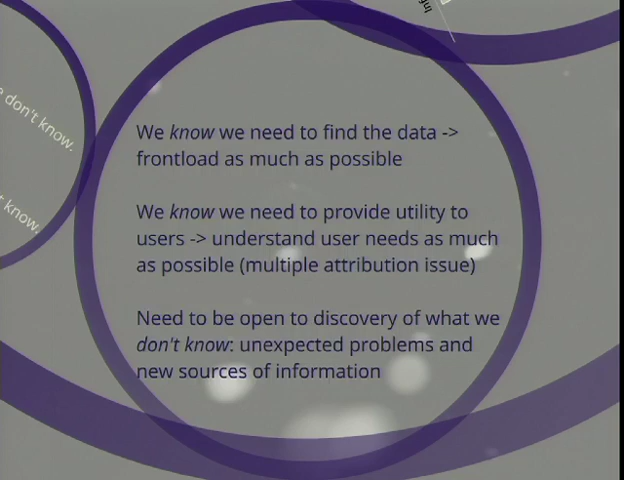 Inf
e don't know.
t know.
We know we need to find the data ->
frontload as much as possible
We know we need to provide utility to
users -> understand user needs as much
as possible (multiple attribution issue)
Need to be open to discovery of what we
don't know: unexpected problems and
new sources of information